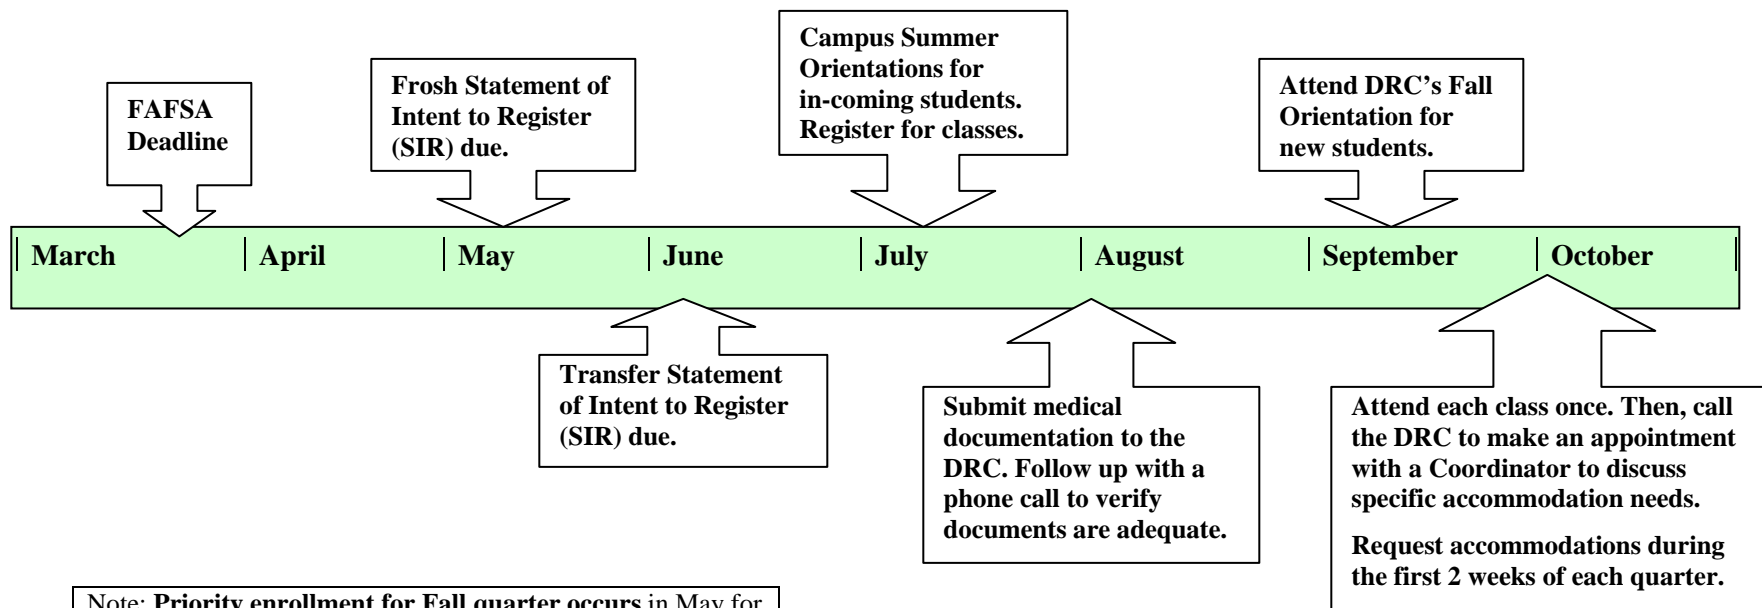 FAFSA
Deadline
Frosh Statement of
Intent to Register
(SIR) due.
Campus Summer
Orientations for
in-coming students.
Register for classes.
Attend DRC’s Fall
Orientation for
new students.
March April May June July August September October
Transfer Statement
of Intent to Register
(SIR) due.
Submit medical
documentation to the
DRC. Follow up with a
phone call to verify
documents are adequate.
Attend each class once. Then, call
the DRC to make an appointment
with a Coordinator to discuss
specific accommodation needs.
Request accommodations during
the first 2 weeks of each quarter.
Note: Priority enrollment for Fall quarter occurs in May for